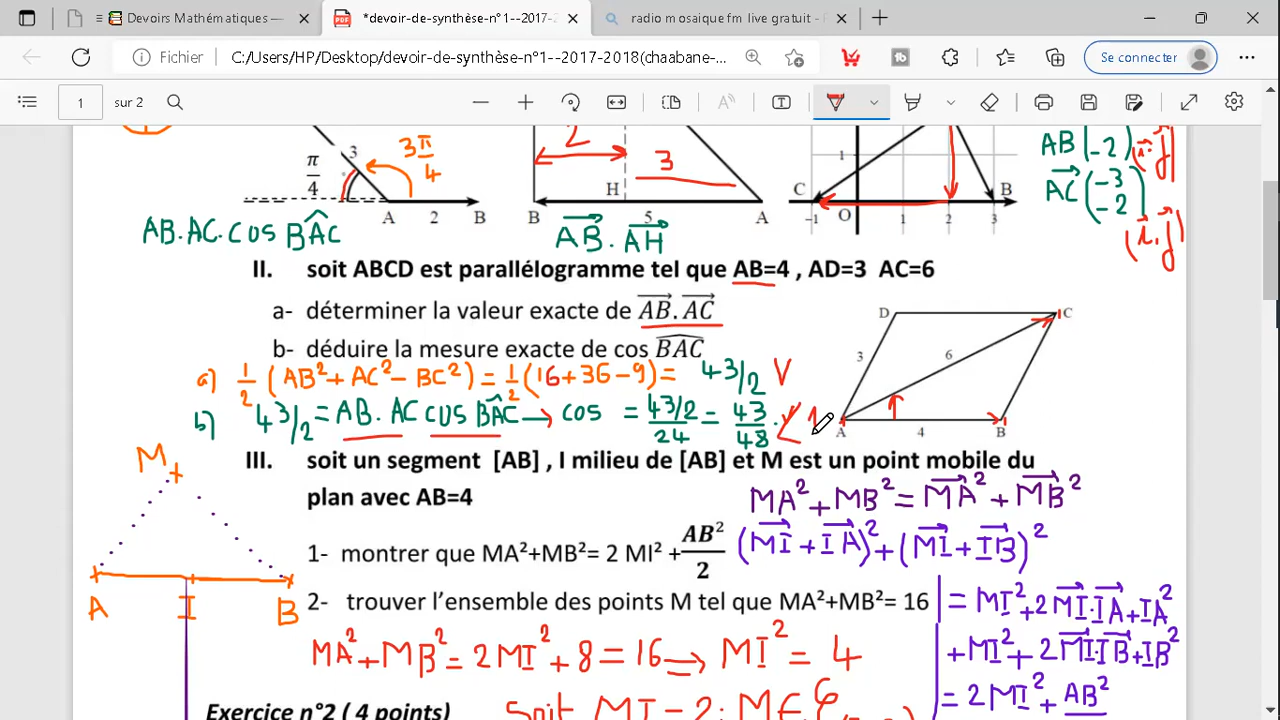 Devoirs Mathématiques —
*devoir-de-synthèse-n°1--2017-2
radio mosaique fm live gratuit - F
Fichier
C:/Users/HP/Desktop/devoir-de-synthèse-n°1--2017-2018(chaabane-...
Se connecter
1 sur 2
3 3π/4
π/4
A 2 B
2
3
H
B 5 A
1
C B
-1 O 1 2 3
AB(-2)(i.j)
AC(-3 -2)
(i,j)
AB.AC.cos BAC
AB.AH
II. soit ABCD est parallélogramme tel que AB=4 , AD=3 AC=6
a- déterminer la valeur exacte de AB.AC
b- déduire la mesure exacte de cos BAC
D C
3 6
A 4 B
a) 1/2 (AB²+AC²-BC²)=1/2(16+36-9)= 43/2
b) 43/2=AB.AC cos BAC → cos = 43/2/24 = 43/48 . < 1
III. soit un segment [AB] , I milieu de [AB] et M est un point mobile du
plan avec AB=4
M
A I B
MA²+MB²=MA²+MB²
1- montrer que MA²+MB²= 2 MI² + AB²/2
(MI+IA)²+(MI+IB)²
2- trouver l'ensemble des points M tel que MA²+MB²= 16
=MI²+2MI.IA+IA²
+MI²+2MI.IB+IB²
=2MI²+AB²
MA²+MB²=2MI²+8=16→MI²=4
Exercice n°2 ( 4 points)
Soit MI=2; M∈